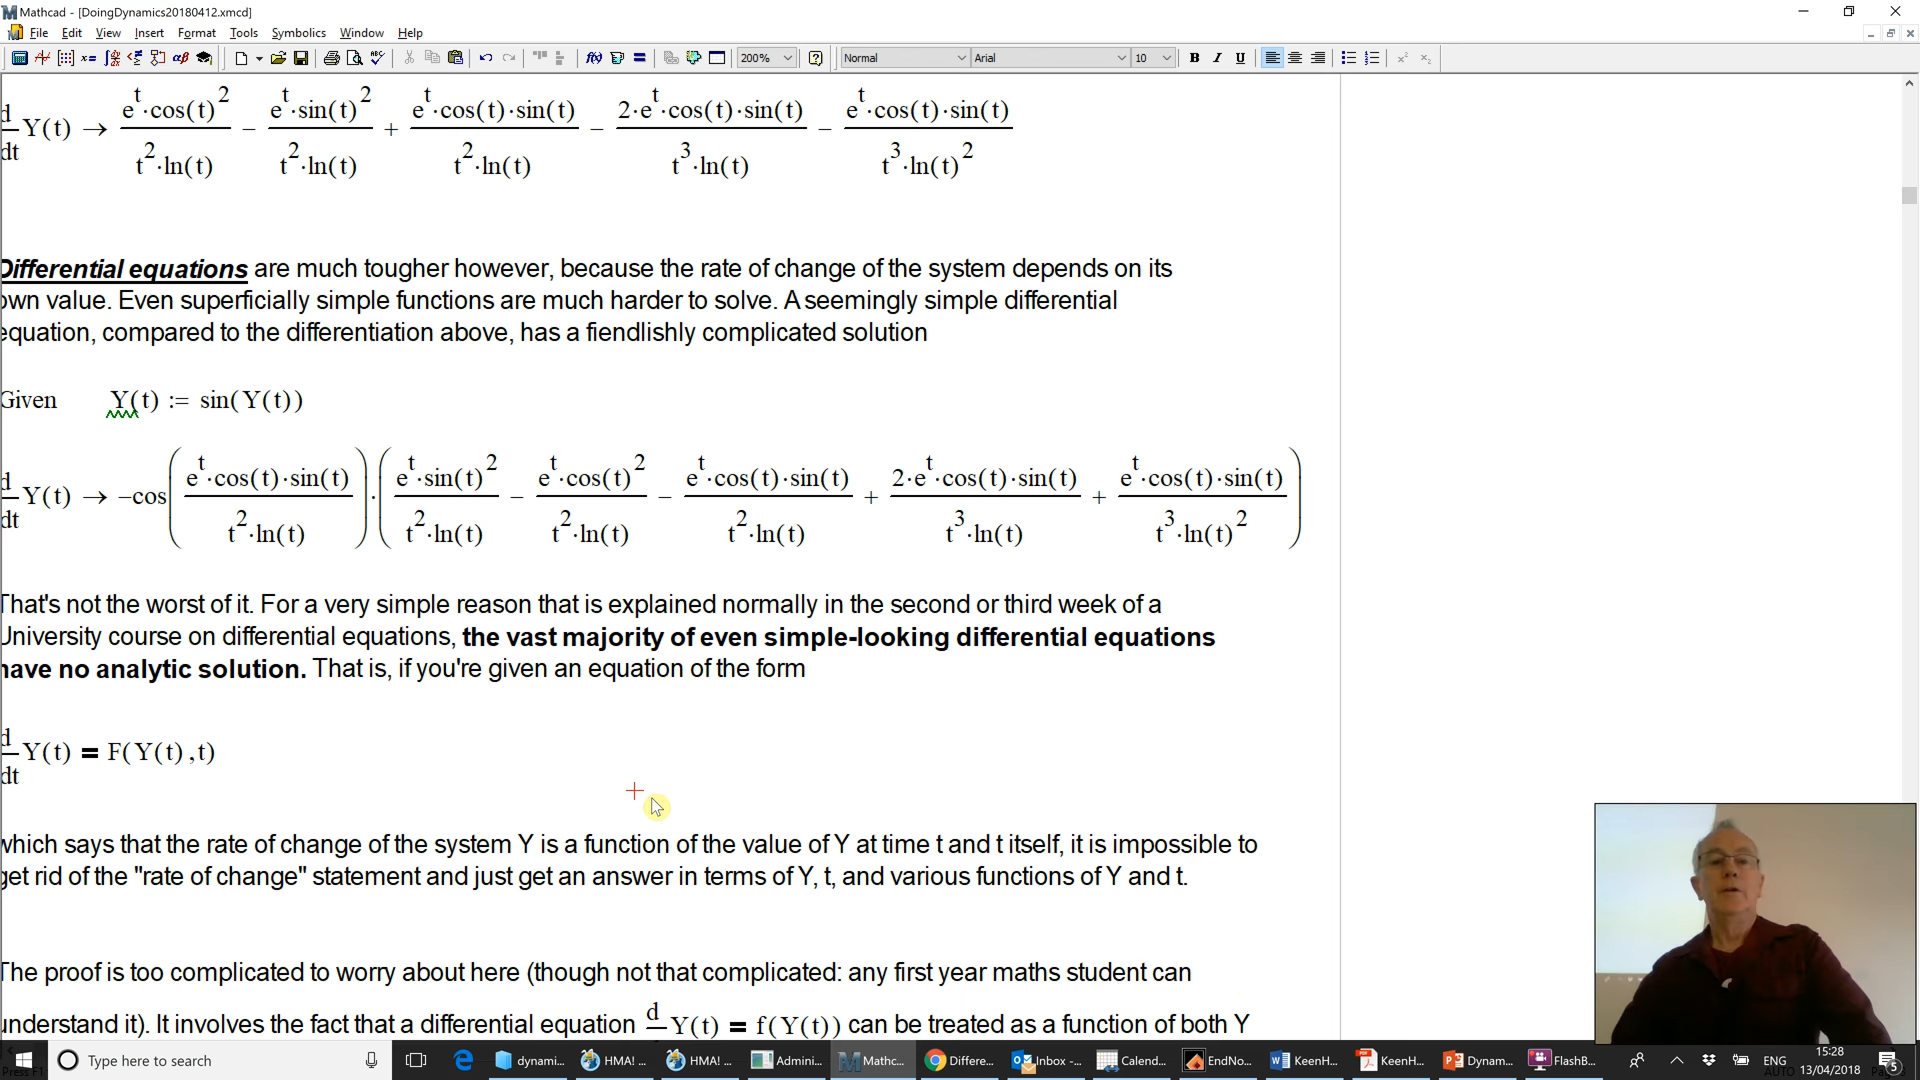 Mathcad - [DoingDynamics20180412.xmcd]
File Edit View Insert Format Tools Symbolics Window Help
200% Normal Arial 10 B I U
d/dt Y(t) → e^t·cos(t)^2/(t^2·ln(t)) − e^t·sin(t)^2/(t^2·ln(t)) + e^t·cos(t)·sin(t)/(t^2·ln(t)) − 2·e^t·cos(t)·sin(t)/(t^3·ln(t)) − e^t·cos(t)·sin(t)/(t^3·ln(t)^2)
Differential equations are much tougher however, because the rate of change of the system depends on its
own value. Even superficially simple functions are much harder to solve. A seemingly simple differential
equation, compared to the differentiation above, has a fiendlishly complicated solution
Given Y(t) := sin(Y(t))
d/dt Y(t) → −cos(e^t·cos(t)·sin(t)/(t^2·ln(t)))·(e^t·sin(t)^2/(t^2·ln(t)) − e^t·cos(t)^2/(t^2·ln(t)) − e^t·cos(t)·sin(t)/(t^2·ln(t)) + 2·e^t·cos(t)·sin(t)/(t^3·ln(t)) + e^t·cos(t)·sin(t)/(t^3·ln(t)^2))
That's not the worst of it. For a very simple reason that is explained normally in the second or third week of a
University course on differential equations, the vast majority of even simple-looking differential equations
have no analytic solution. That is, if you're given an equation of the form
d/dt Y(t) = F(Y(t),t)
which says that the rate of change of the system Y is a function of the value of Y at time t and t itself, it is impossible to
get rid of the "rate of change" statement and just get an answer in terms of Y, t, and various functions of Y and t.
The proof is too complicated to worry about here (though not that complicated: any first year maths student can
understand it). It involves the fact that a differential equation d/dt Y(t) = f(Y(t)) can be treated as a function of both Y
Type here to search
dynami... HMA! ... HMA! ... Admini... Mathc... Differe... Inbox -... Calend... EndNo... KeenH... KeenH... Dynam... FlashB...
ENG
15:28
13/04/2018
5